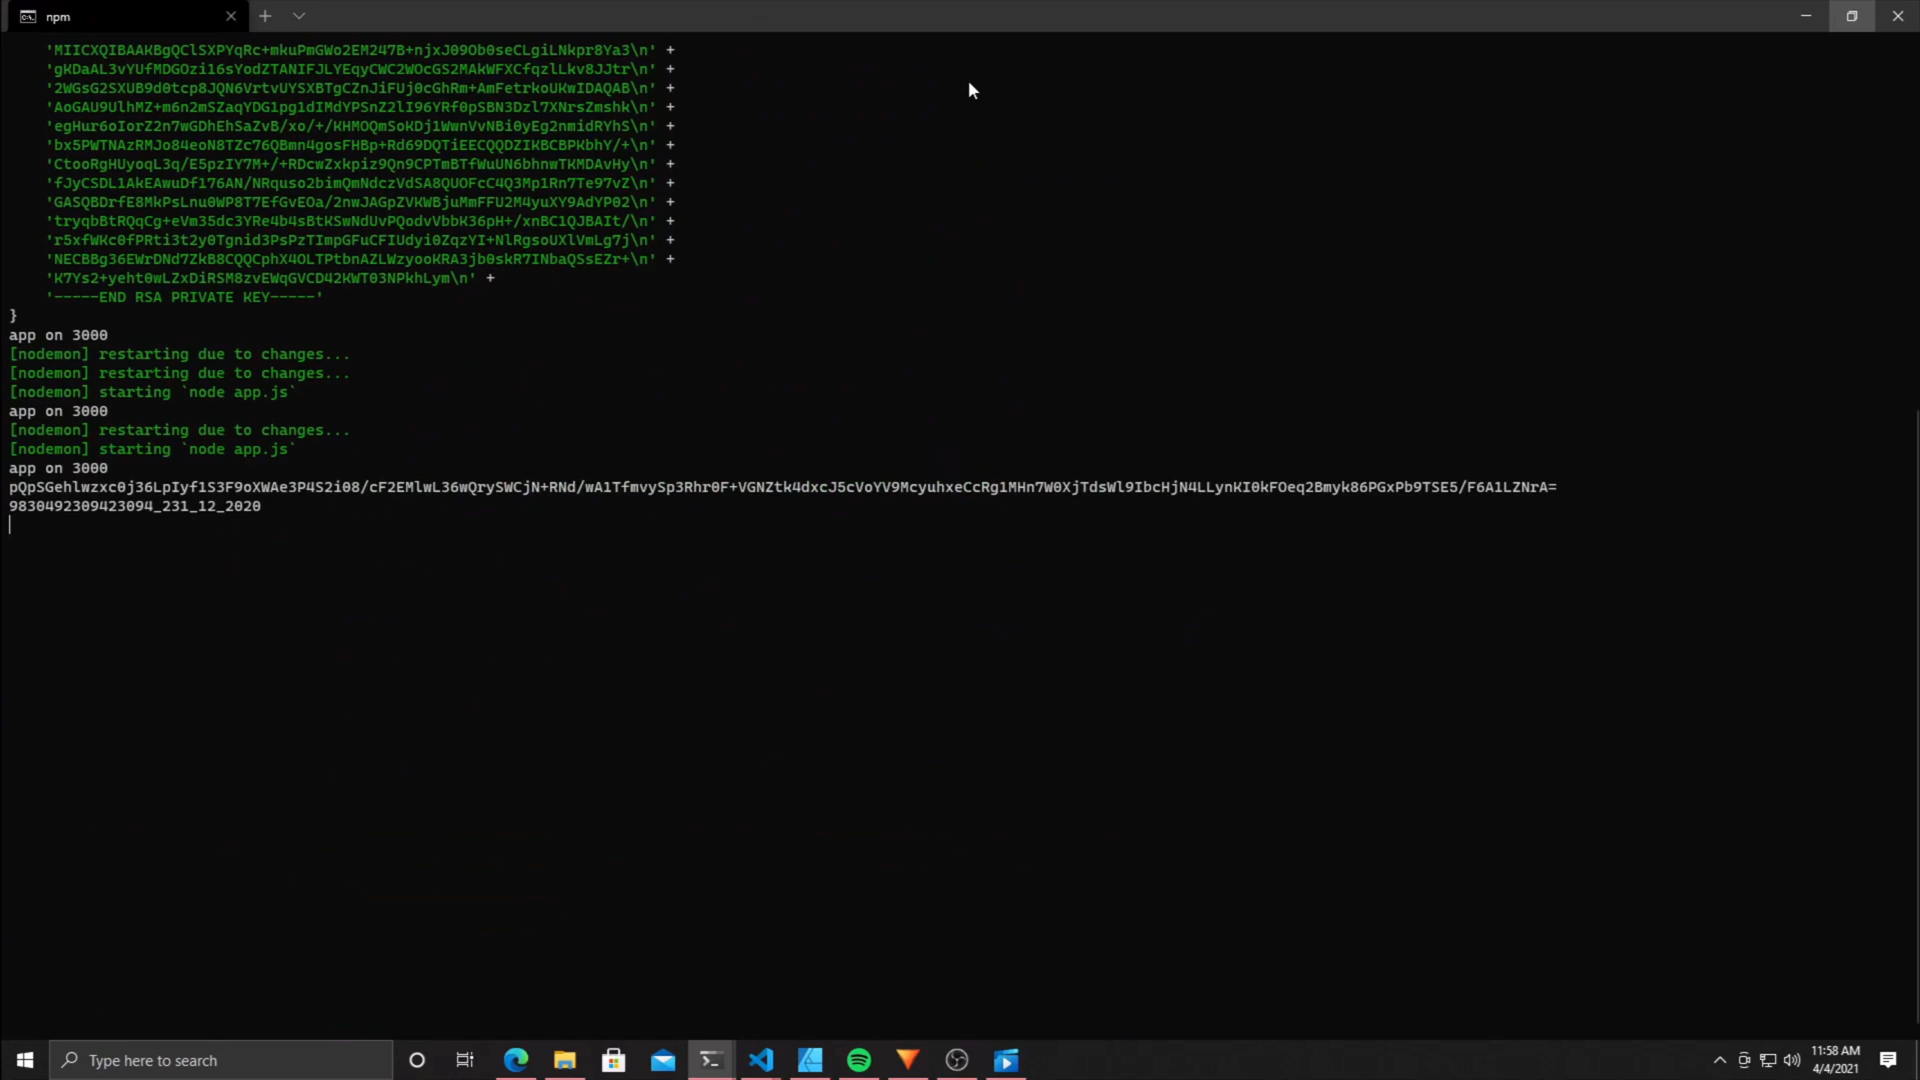 npm
'MIICXQIBAAKBgQClSXPYqRc+mkuPmGWo2EM247B+njxJ09Ob0seCLgiLNkpr8Ya3\n' +
'gKDaAL3vYUfMDGOzi16sYodZTANIFJLYEqyCWC2WOcGS2MAkWFXCfqzlLkv8JJtr\n' +
'2WGsG2SXUB9d0tcp8JQN6VrtvUYSXBTgCZnJiFUj0cGhRm+AmFetrkoUKwIDAQAB\n' +
'AoGAU9UlhMZ+m6n2mSZaqYDG1pg1dIMdYPSnZ2lI96YRf0pSBN3Dzl7XNrsZmshk\n' +
'egHur6oIorZ2n7wGDhEhSaZvB/xo/+/KHMOQmSoKDj1WwnVvNBi0yEg2nmidRYhS\n' +
'bx5PWTNAzRMJo84eoN8TZc76QBmn4gosFHBp+Rd69DQTiEECQQDZIKBCBPKbhY/+\n' +
'CtooRgHUyoqL3q/E5pzIY7M+/+RDcwZxkpiz9Qn9CPTmBTfWuUN6bhnwTKMDAvHy\n' +
'fJyCSDL1AkEAwuDf176AN/NRquso2bimQmNdczVdSA8QUOFcC4Q3Mp1Rn7Te97vZ\n' +
'GASQBDrfE8MkPsLnu0WP8T7EfGvEOa/2nwJAGpZVKWBjuMmFFU2M4yuXY9AdYP02\n' +
'tryqbBtRQqCg+eVm35dc3YRe4b4sBtKSwNdUvPQodvVbbK36pH+/xnBC1QJBAIt/\n' +
'r5xfWKc0fPRti3t2y0Tgnid3PsPzTImpGFuCFIUdyi0ZqzYI+NlRgsoUXlVmLg7j\n' +
'NECBBg36EWrDNd7ZkB8CQQCphX4OLTPtbnAZLWzyooKRA3jb0skR7INbaQSsEZr+\n' +
'K7Ys2+yeht0wLZxDiRSM8zvEWqGVCD42KWT03NPkhLym\n' +
'-----END RSA PRIVATE KEY-----'
}
app on 3000
[nodemon] restarting due to changes...
[nodemon] restarting due to changes...
[nodemon] starting `node app.js`
app on 3000
[nodemon] restarting due to changes...
[nodemon] starting `node app.js`
app on 3000
pQpSGehlwzxc0j36LpIyf1S3F9oXWAe3P4S2i08/cF2EMlwL36wQrySWCjN+RNd/wA1TfmvySp3Rhr0F+VGNZtk4dxcJ5cVoYV9McyuhxeCcRg1MHn7W0XjTdsWl9IbcHjN4LLynKI0kFOeq2Bmyk86PGxPb9TSE5/F6A1LZNrA=
9830492309423094_231_12_2020
Type here to search
11:58 AM
4/4/2021